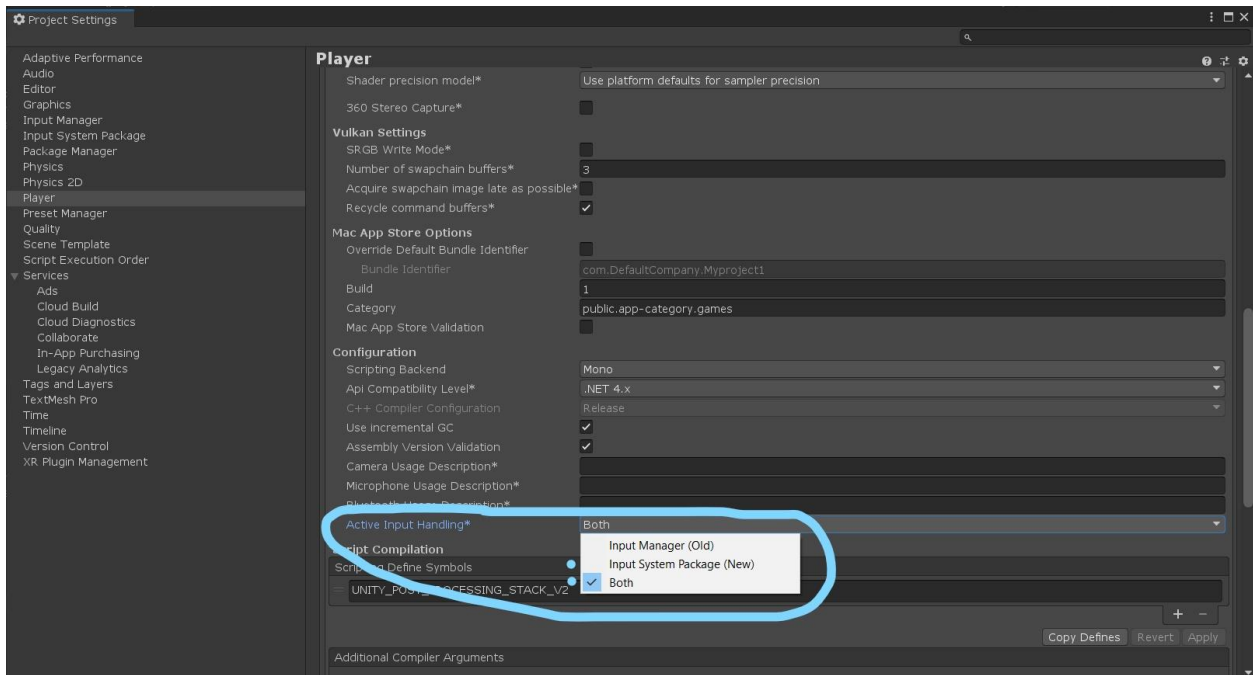 Project Settings
Adaptive Performance
Audio
Editor
Graphics
Input Manager
Input System Package
Package Manager
Physics
Physics 2D
Player
Preset Manager
Quality
Scene Template
Script Execution Order
Services
Ads
Cloud Build
Cloud Diagnostics
Collaborate
In-App Purchasing
Legacy Analytics
Tags and Layers
TextMesh Pro
Time
Timeline
Version Control
XR Plugin Management
Player
Shader precision model* Use platform defaults for sampler precision
360 Stereo Capture*
Vulkan Settings
SRGB Write Mode*
Number of swapchain buffers* 3
Acquire swapchain image late as possible*
Recycle command buffers*
Mac App Store Options
Override Default Bundle Identifier
Bundle Identifier com.DefaultCompany.Myproject1
Build 1
Category public.app-category.games
Mac App Store Validation
Configuration
Scripting Backend Mono
Api Compatibility Level* .NET 4.x
C++ Compiler Configuration Release
Use incremental GC
Assembly Version Validation
Camera Usage Description*
Microphone Usage Description*
Bluetooth Usage Description*
Active Input Handling* Both
Input Manager (Old)
Input System Package (New)
Both
Script Compilation
Scripting Define Symbols
UNITY_POST_PROCESSING_STACK_V2
+ −
Copy Defines Revert Apply
Additional Compiler Arguments